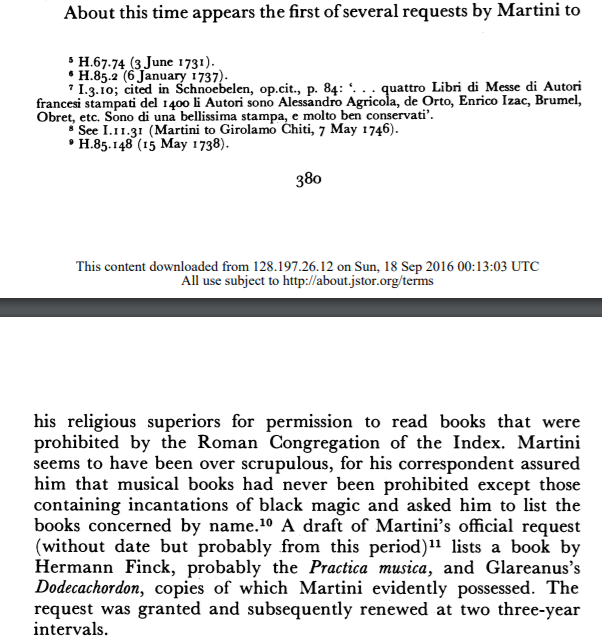 About this time appears the first of several requests by Martini to
⁵ H.67.74 (3 June 1731).
⁶ H.85.2 (6 January 1737).
⁷ I.3.10; cited in Schnoebelen, op.cit., p. 84: '. . . quattro Libri di Messe di Autori
francesi stampati del 1400 li Autori sono Alessandro Agricola, de Orto, Enrico Izac, Brumel,
Obret, etc. Sono di una bellissima stampa, e molto ben conservati'.
⁸ See I.11.31 (Martini to Girolamo Chiti, 7 May 1746).
⁹ H.85.148 (15 May 1738).
380
This content downloaded from 128.197.26.12 on Sun, 18 Sep 2016 00:13:03 UTC
All use subject to http://about.jstor.org/terms
his religious superiors for permission to read books that were
prohibited by the Roman Congregation of the Index. Martini
seems to have been over scrupulous, for his correspondent assured
him that musical books had never been prohibited except those
containing incantations of black magic and asked him to list the
books concerned by name.¹⁰ A draft of Martini's official request
(without date but probably from this period)¹¹ lists a book by
Hermann Finck, probably the Practica musica, and Glareanus's
Dodecachordon, copies of which Martini evidently possessed. The
request was granted and subsequently renewed at two three-year
intervals.